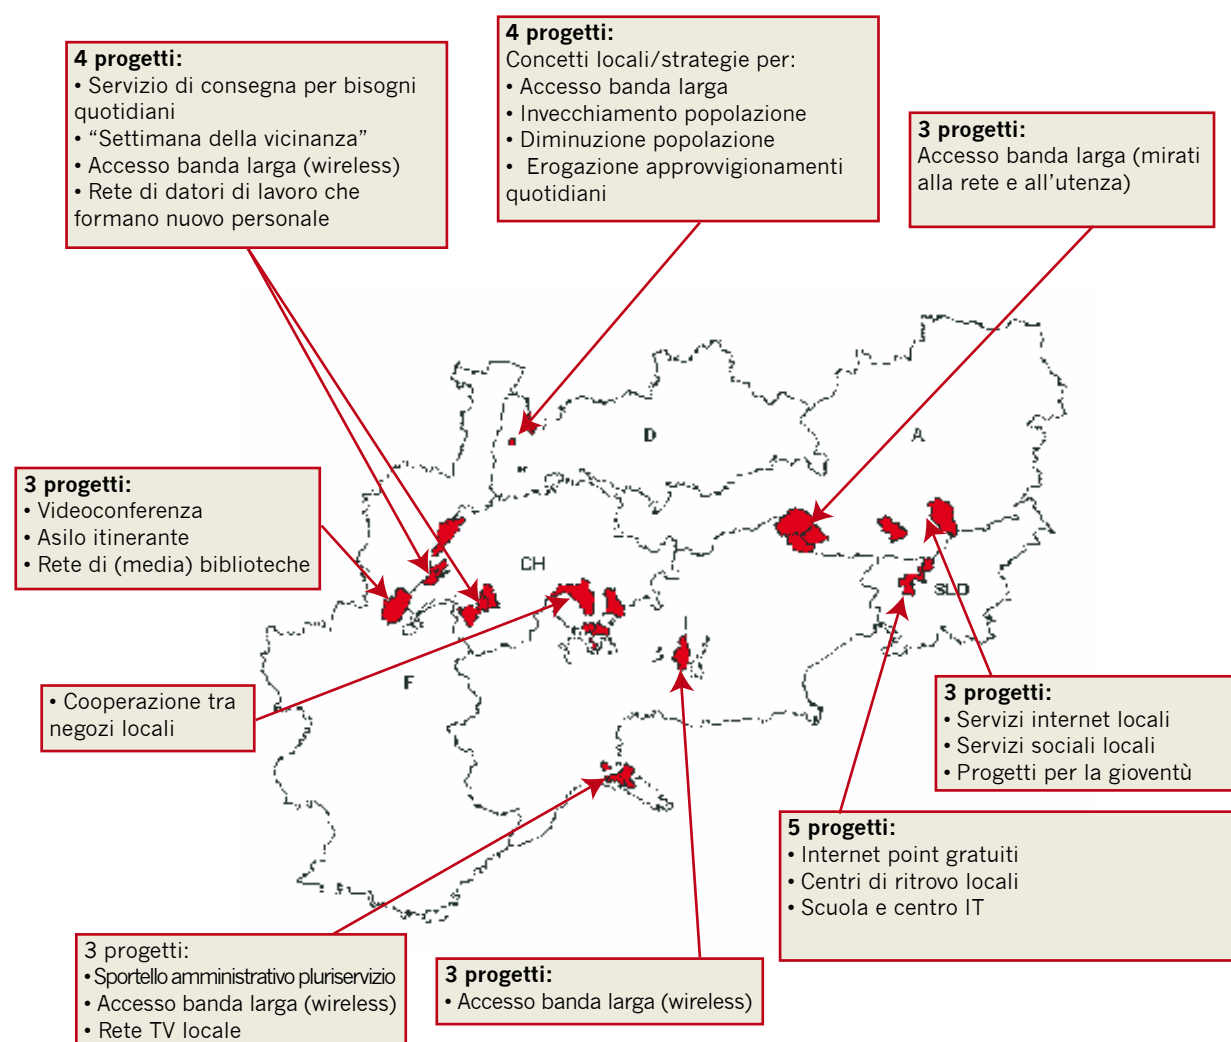 4 progetti:
• Servizio di consegna per bisogni
quotidiani
• “Settimana della vicinanza”
• Accesso banda larga (wireless)
• Rete di datori di lavoro che
formano nuovo personale
4 progetti:
Concetti locali/strategie per:
• Accesso banda larga
• Invecchiamento popolazione
• Diminuzione popolazione
• Erogazione approvvigionamenti
quotidiani
3 progetti:
Accesso banda larga (mirati
alla rete e all’utenza)
D
A
3 progetti:
• Videoconferenza
• Asilo itinerante
• Rete di (media) biblioteche
CH
SLO
I
F
• Cooperazione tra
negozi locali
3 progetti:
• Servizi internet locali
• Servizi sociali locali
• Progetti per la gioventù
5 progetti:
• Internet point gratuiti
• Centri di ritrovo locali
• Scuola e centro IT
3 progetti:
• Sportello amministrativo pluriservizio
• Accesso banda larga (wireless)
• Rete TV locale
3 progetti:
• Accesso banda larga (wireless)